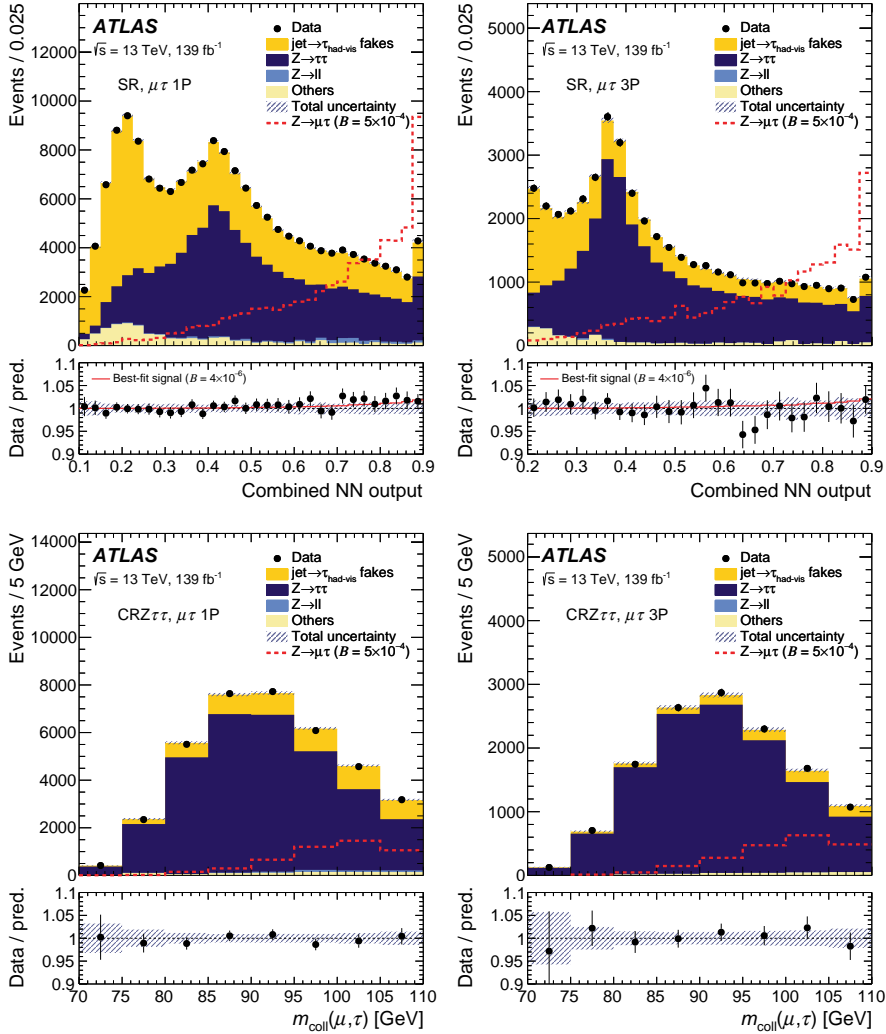 ATLAS
√s = 13 TeV, 139 fb⁻¹
SR, μτ 1P
Data
jet→τhad-vis fakes
Z→ττ
Z→ll
Others
Total uncertainty
Z→μτ (B = 5×10⁻⁴)
Events / 0.025
12000
10000
8000
6000
4000
2000
0
Best-fit signal (B = 4×10⁻⁶)
Data / pred.
1.1
1.05
1
0.95
0.9
0.1 0.2 0.3 0.4 0.5 0.6 0.7 0.8 0.9
Combined NN output
ATLAS
√s = 13 TeV, 139 fb⁻¹
SR, μτ 3P
Data
jet→τhad-vis fakes
Z→ττ
Z→ll
Others
Total uncertainty
Z→μτ (B = 5×10⁻⁴)
Events / 0.025
5000
4000
3000
2000
1000
0
Best-fit signal (B = 4×10⁻⁶)
Data / pred.
1.1
1.05
1
0.95
0.9
0.2 0.3 0.4 0.5 0.6 0.7 0.8 0.9
Combined NN output
ATLAS
√s = 13 TeV, 139 fb⁻¹
CRZττ, μτ 1P
Data
jet→τhad-vis fakes
Z→ττ
Z→ll
Others
Total uncertainty
Z→μτ (B = 5×10⁻⁴)
Events / 5 GeV
14000
12000
10000
8000
6000
4000
2000
0
Data / pred.
1.1
1.05
1
0.95
0.9
70 75 80 85 90 95 100 105 110
mcoll(μ,τ) [GeV]
ATLAS
√s = 13 TeV, 139 fb⁻¹
CRZττ, μτ 3P
Data
jet→τhad-vis fakes
Z→ττ
Z→ll
Others
Total uncertainty
Z→μτ (B = 5×10⁻⁴)
Events / 5 GeV
5000
4000
3000
2000
1000
0
Data / pred.
1.1
1.05
1
0.95
0.9
70 75 80 85 90 95 100 105 110
mcoll(μ,τ) [GeV]